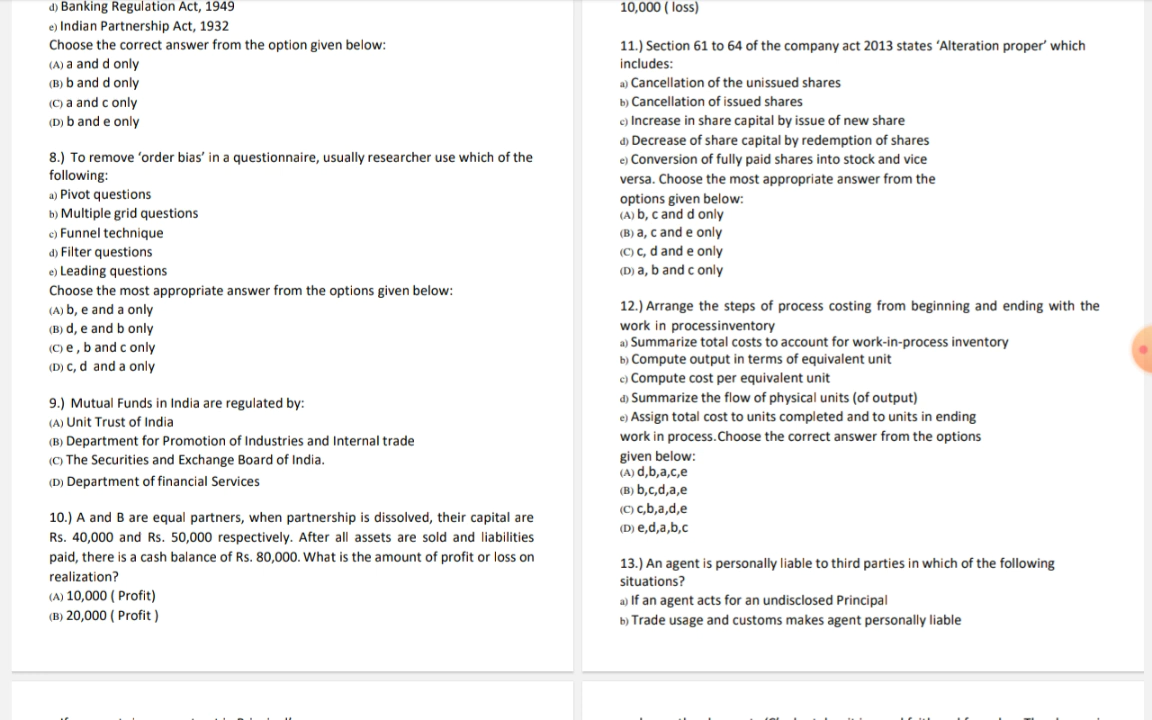 d) Banking Regulation Act, 1949
e) Indian Partnership Act, 1932
Choose the correct answer from the option given below:
(A) a and d only
(B) b and d only
(C) a and c only
(D) b and e only
8.) To remove ‘order bias’ in a questionnaire, usually researcher use which of the
following:
a) Pivot questions
b) Multiple grid questions
c) Funnel technique
d) Filter questions
e) Leading questions
Choose the most appropriate answer from the options given below:
(A) b, e and a only
(B) d, e and b only
(C) e , b and c only
(D) c, d and a only
9.) Mutual Funds in India are regulated by:
(A) Unit Trust of India
(B) Department for Promotion of Industries and Internal trade
(C) The Securities and Exchange Board of India.
(D) Department of financial Services
10.) A and B are equal partners, when partnership is dissolved, their capital are
Rs. 40,000 and Rs. 50,000 respectively. After all assets are sold and liabilities
paid, there is a cash balance of Rs. 80,000. What is the amount of profit or loss on
realization?
(A) 10,000 ( Profit)
(B) 20,000 ( Profit )
10,000 ( loss)
11.) Section 61 to 64 of the company act 2013 states ‘Alteration proper’ which
includes:
a) Cancellation of the unissued shares
b) Cancellation of issued shares
c) Increase in share capital by issue of new share
d) Decrease of share capital by redemption of shares
e) Conversion of fully paid shares into stock and vice
versa. Choose the most appropriate answer from the
options given below:
(A) b, c and d only
(B) a, c and e only
(C) c, d and e only
(D) a, b and c only
12.) Arrange the steps of process costing from beginning and ending with the
work in processinventory
a) Summarize total costs to account for work-in-process inventory
b) Compute output in terms of equivalent unit
c) Compute cost per equivalent unit
d) Summarize the flow of physical units (of output)
e) Assign total cost to units completed and to units in ending
work in process.Choose the correct answer from the options
given below:
(A) d,b,a,c,e
(B) b,c,d,a,e
(C) c,b,a,d,e
(D) e,d,a,b,c
13.) An agent is personally liable to third parties in which of the following
situations?
a) If an agent acts for an undisclosed Principal
b) Trade usage and customs makes agent personally liable